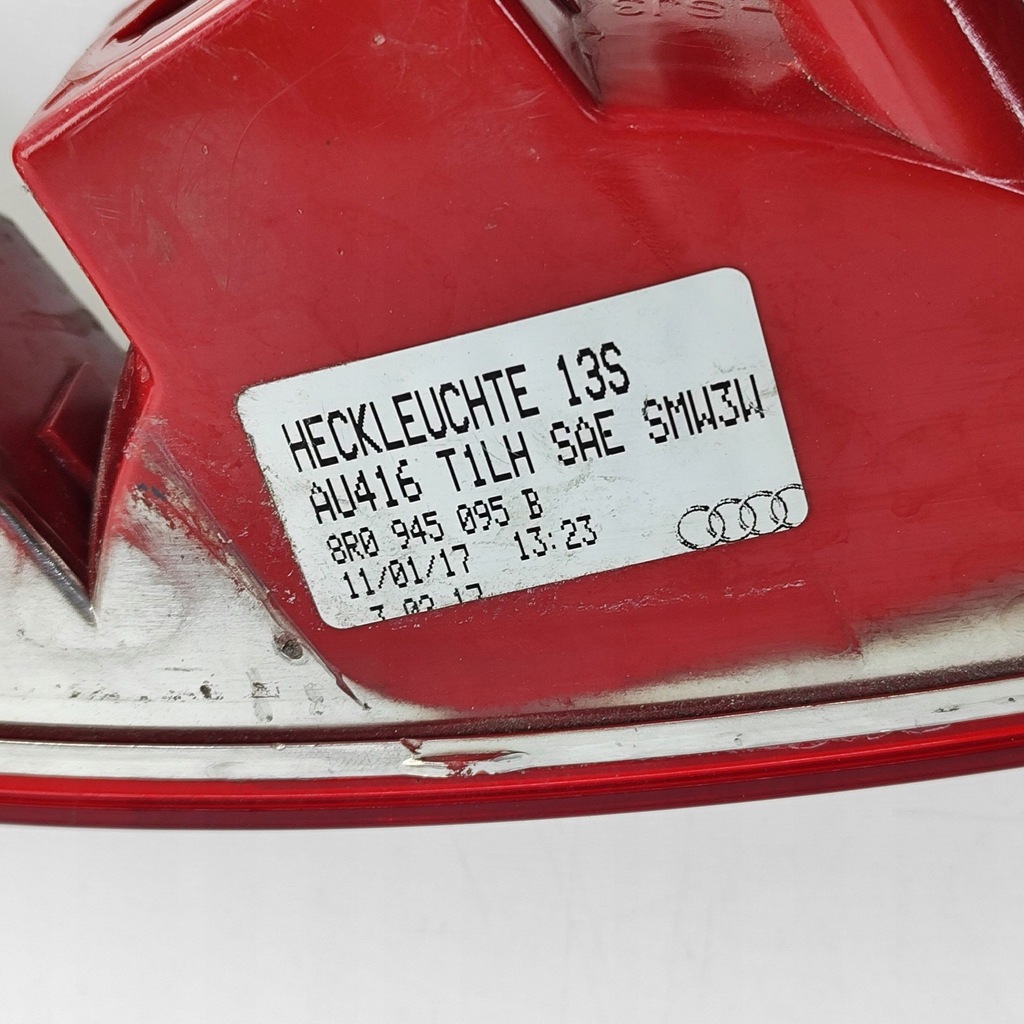 HECKLEUCHTE 13S
AU416 T1LH SAE SMW3W
8R0 945 095 B
11/01/17 13:23